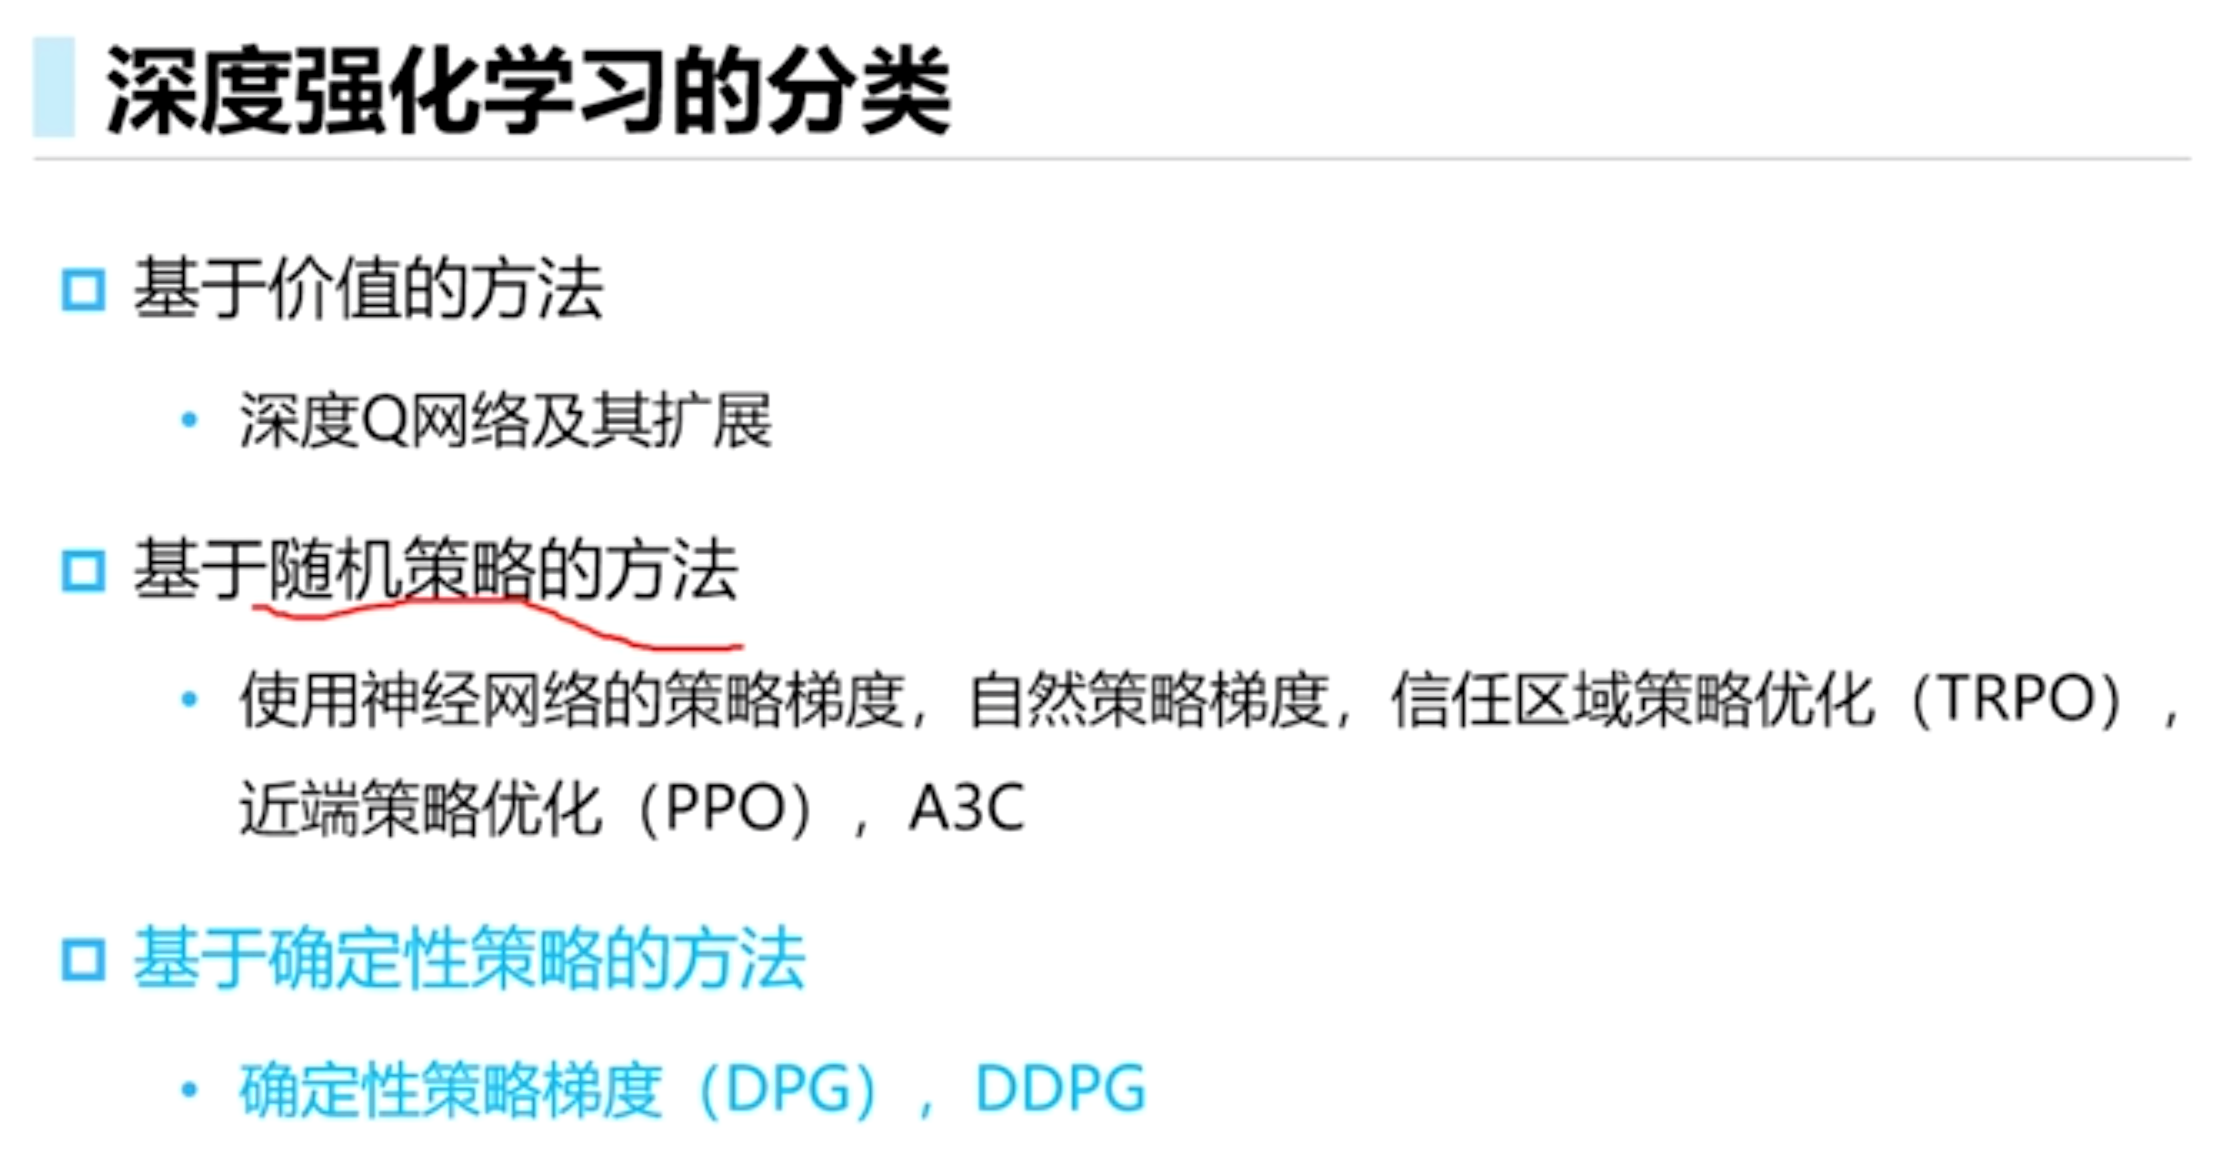 深度强化学习的分类
基于价值的方法
• 深度Q网络及其扩展
基于随机策略的方法
• 使用神经网络的策略梯度，自然策略梯度，信任区域策略优化（TRPO），
近端策略优化（PPO），A3C
基于确定性策略的方法
• 确定性策略梯度（DPG），DDPG